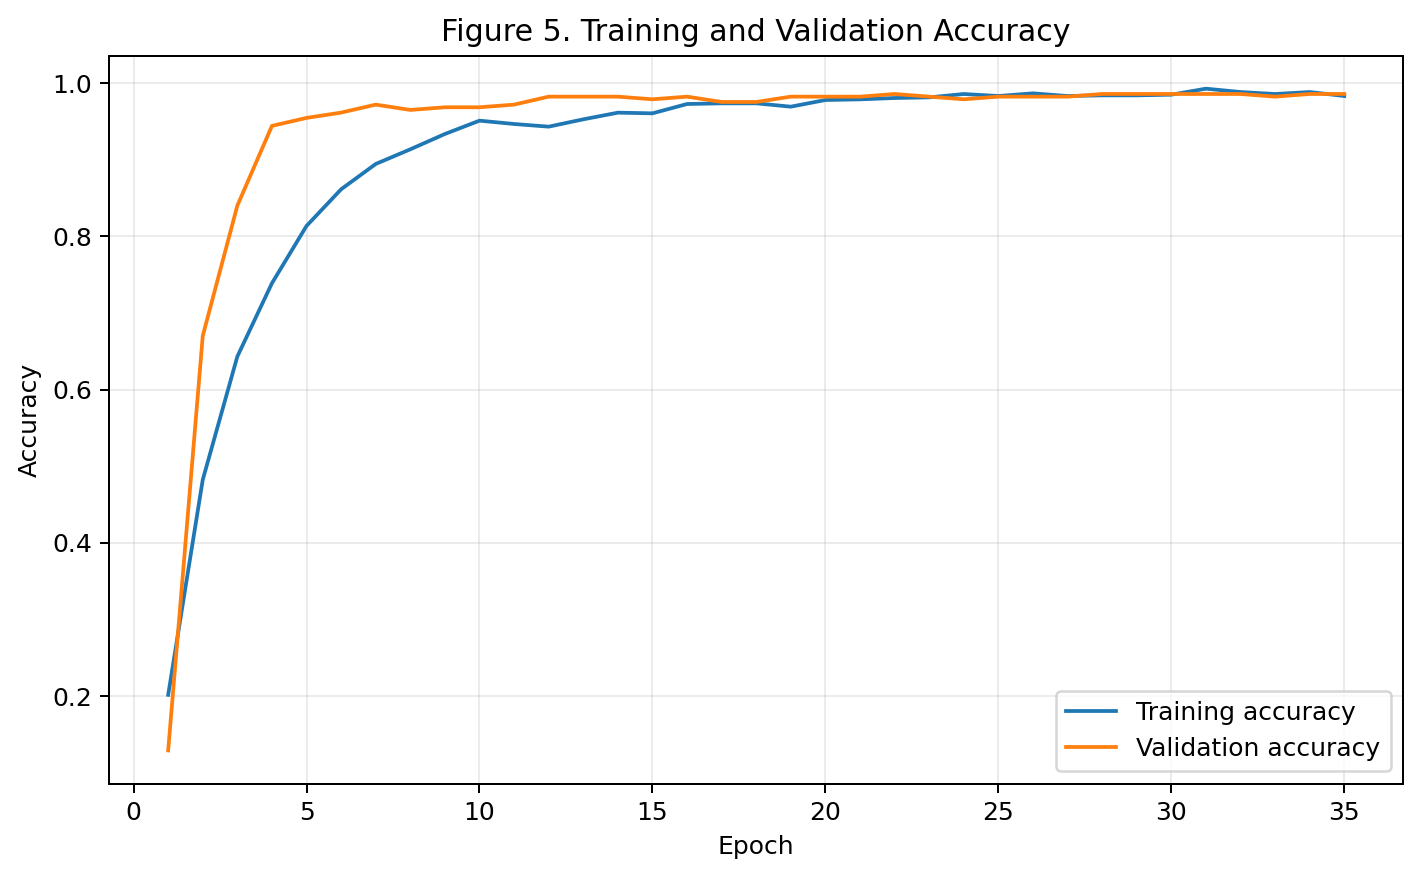 Figure 5. Training and Validation Accuracy
1.0
0.8
0.6
0.4
0.2
Accuracy
0 5 10 15 20 25 30 35
Epoch
Training accuracy
Validation accuracy